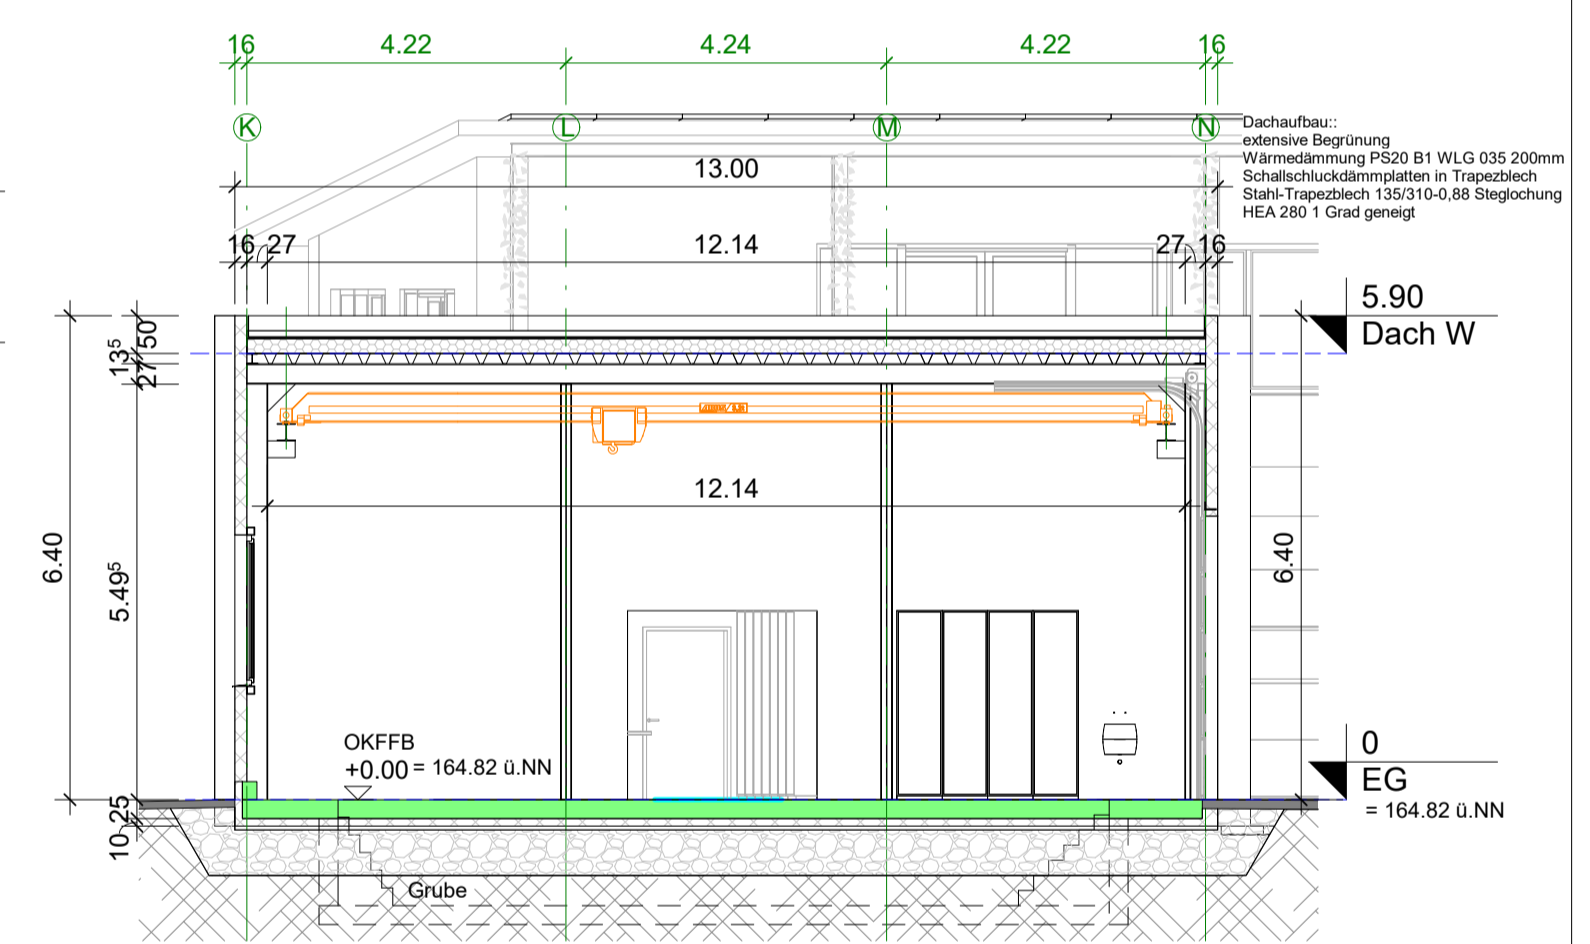 16 4.22 4.24 4.22 16
K L M N
Dachaufbau::
extensive Begrünung
Wärmedämmung PS20 B1 WLG 035 200mm
Schallschluckdämmplatten in Trapezblech
Stahl-Trapezblech 135/310-0,88 Steglochung
HEA 280 1 Grad geneigt
13.00
16 27 12.14 27 16
5.90
Dach W
50
13⁵
27
12.14
6.40
5.49⁵
6.40
OKFFB
+0.00 = 164.82 ü.NN
0
EG
= 164.82 ü.NN
25
10
Grube